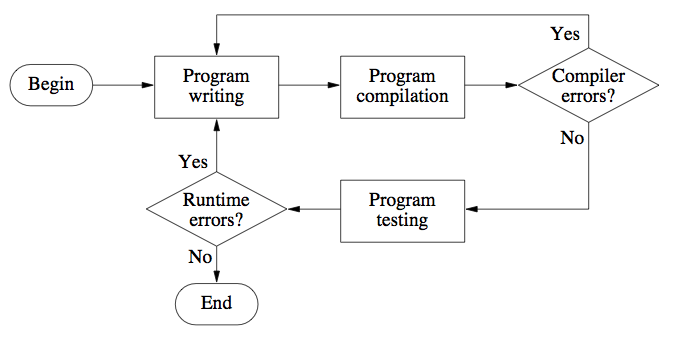 Yes
Begin
Program
writing
Program
compilation
Compiler
errors?
No
Yes
Runtime
errors?
Program
testing
No
End